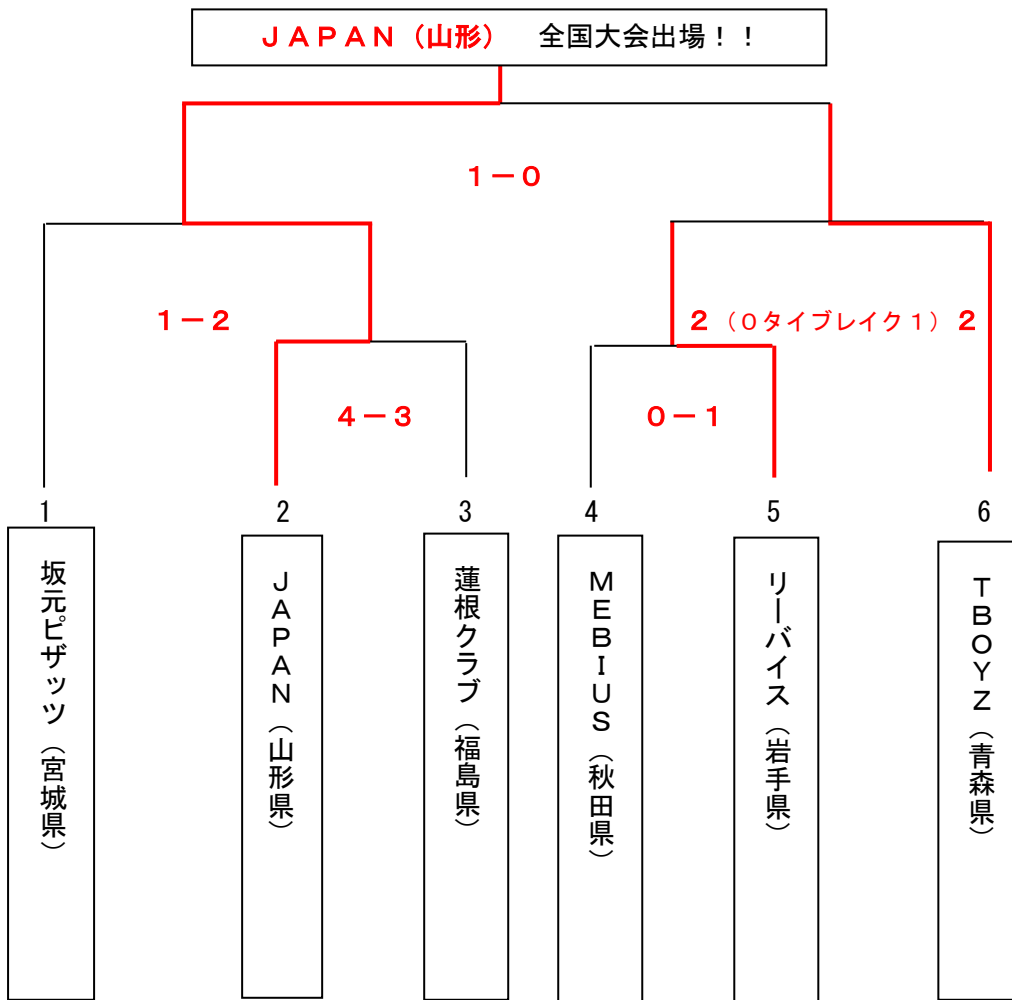 ＪＡＰＡＮ（山形）　全国大会出場！！
１－０
１－２
２（０タイブレイク１）２
４－３
０－１
1
2
3
4
5
6
坂元ピザッツ（宮城県）
ＪＡＰＡＮ（山形県）
蓮根クラブ（福島県）
ＭＥＢＩＵＳ（秋田県）
リーバイス（岩手県）
ＴＢＯＹＺ（青森県）